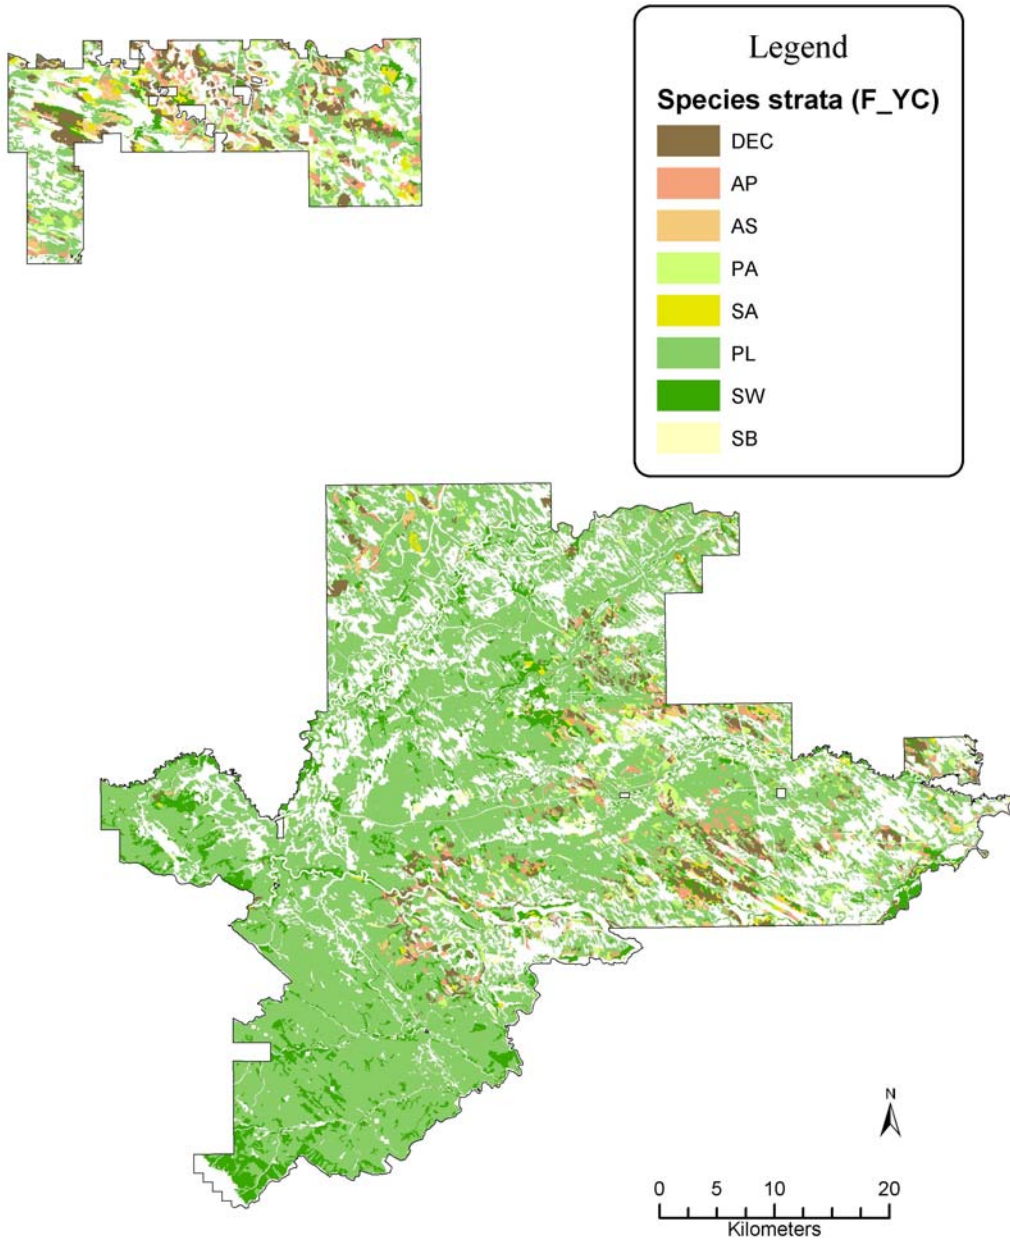 Legend
Species strata (F_YC)
DEC
AP
AS
PA
SA
PL
SW
SB
N
0 5 10 20
Kilometers